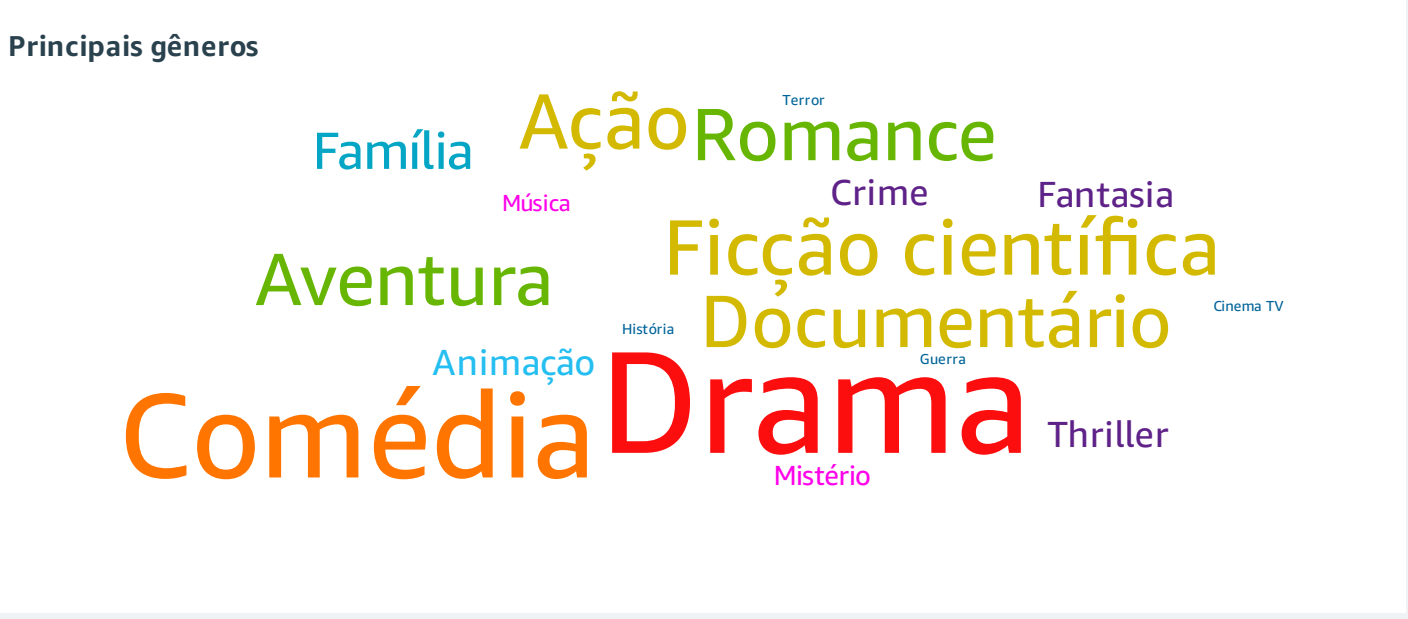 Principais gêneros
Terror
Ação
Romance
Família
Crime
Fantasia
Música
Ficção científica
Aventura
Documentário
Cinema TV
História
Guerra
Animação
Drama
Comédia
Thriller
Mistério